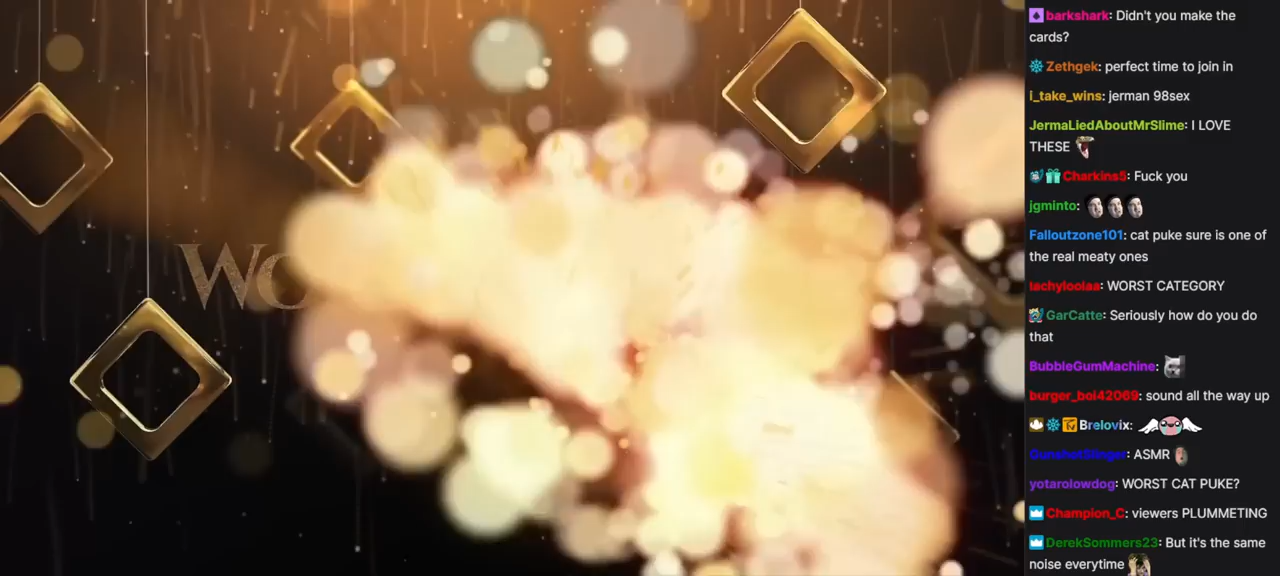 Wo
barkshark: Didn't you make the
cards?
Zethgek: perfect time to join in
i_take_wins: jerman 98sex
JermaLiedAboutMrSlime: I LOVE
THESE
Charkins5: Fuck you
jgminto:
Falloutzone101: cat puke sure is one of
the real meaty ones
lachyloolaa: WORST CATEGORY
GarCatte: Seriously how do you do
that
BubbleGumMachine:
burger_boi42069: sound all the way up
Brelovix:
GunshotSlinger: ASMR
yotarolowdog: WORST CAT PUKE?
Champion_C: viewers PLUMMETING
DerekSommers23: But it's the same
noise everytime